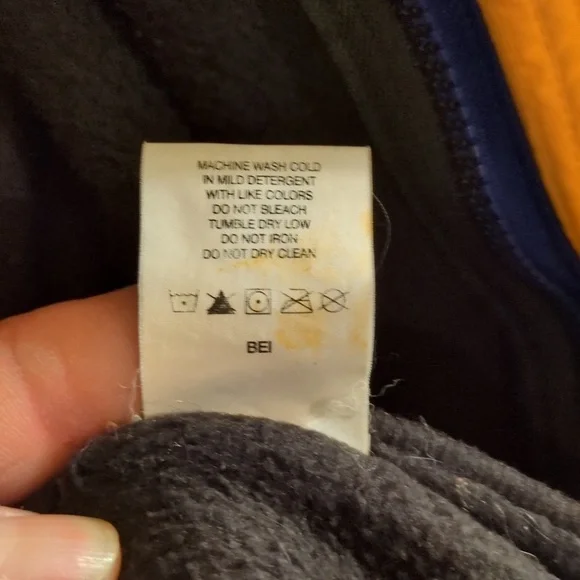 MACHINE WASH COLD
IN MILD DETERGENT
WITH LIKE COLORS
DO NOT BLEACH
TUMBLE DRY LOW
DO NOT IRON
DO NOT DRY CLEAN
BEI